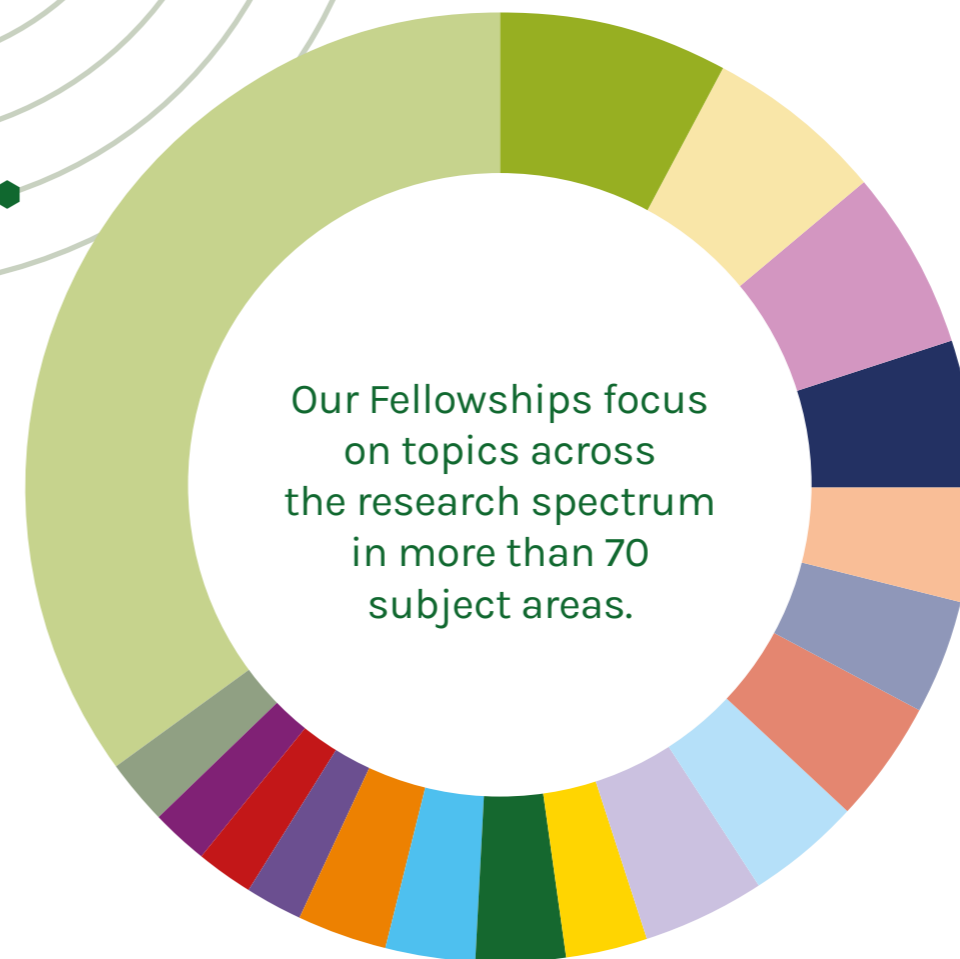 Our Fellowships focus
on topics across
the research spectrum
in more than 70
subject areas.